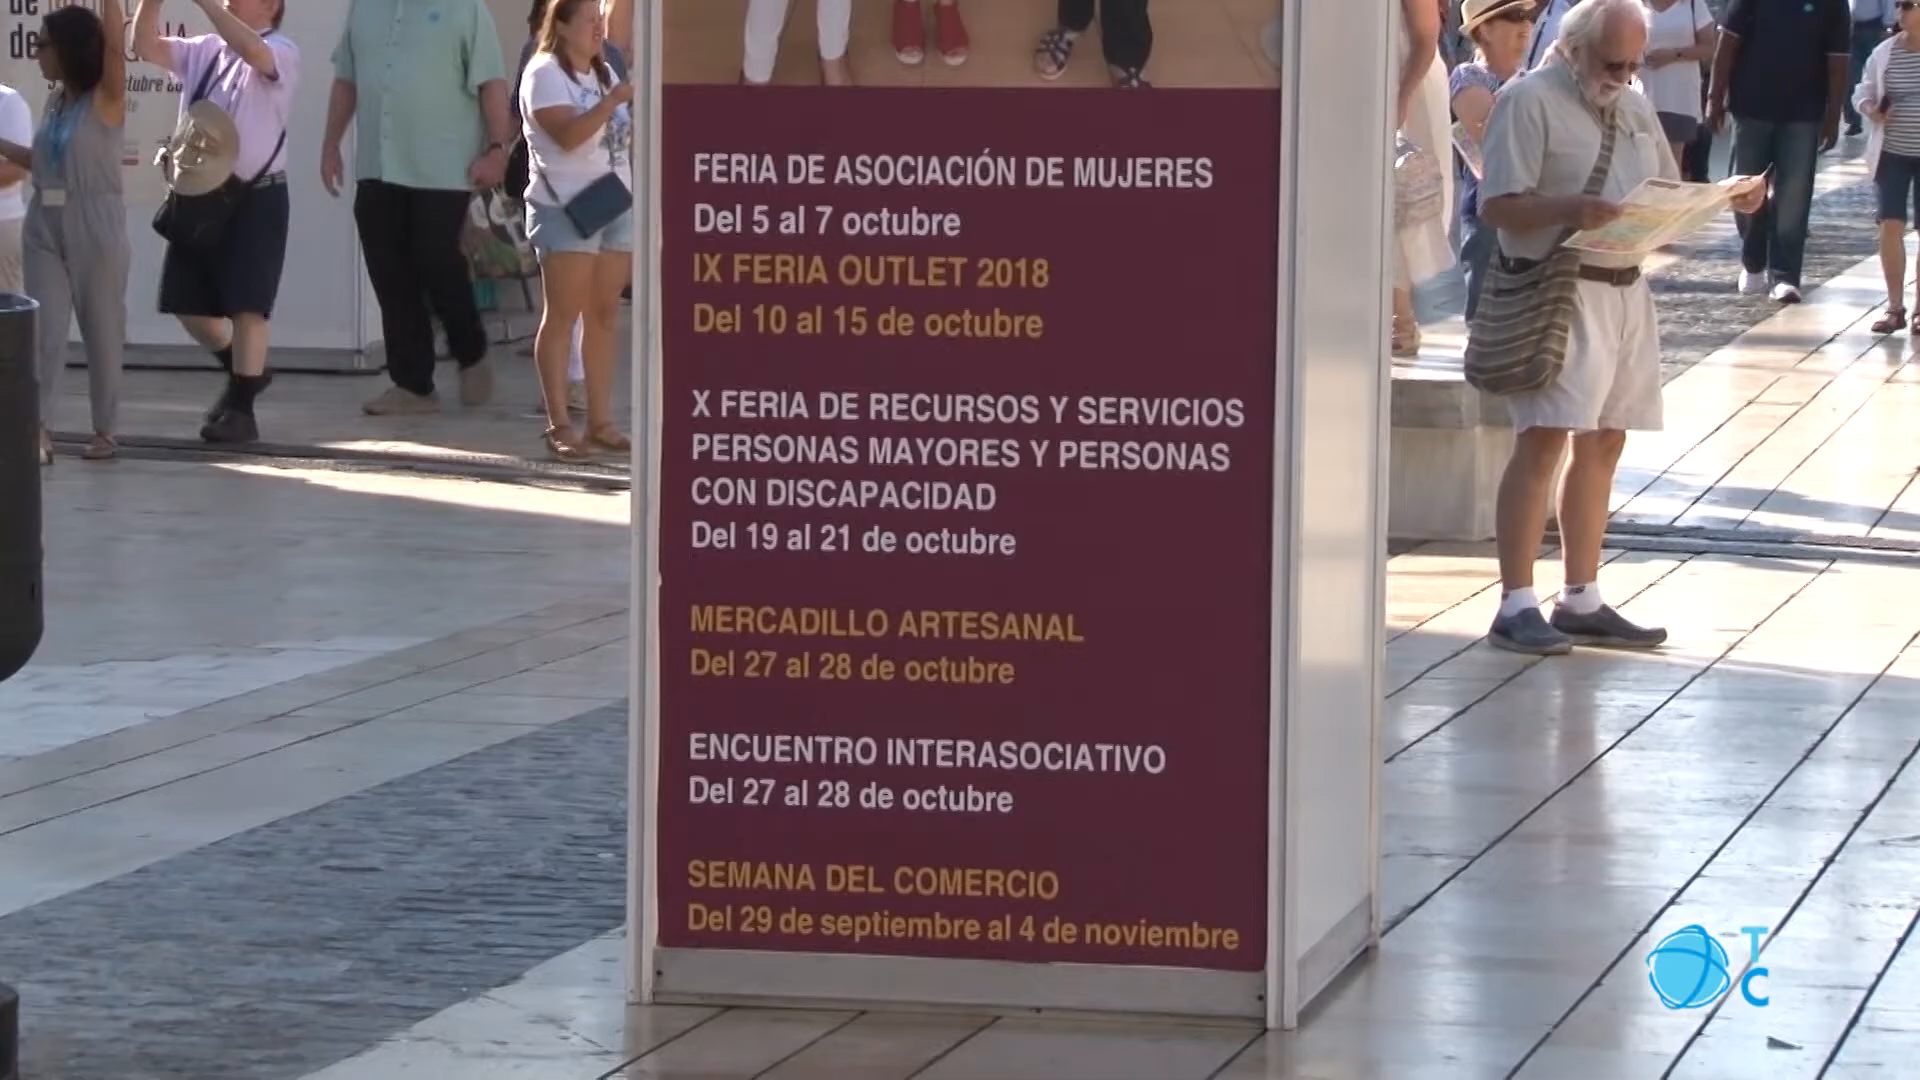 de
de
FERIA DE ASOCIACIÓN DE MUJERES
Del 5 al 7 octubre
IX FERIA OUTLET 2018
Del 10 al 15 de octubre
X FERIA DE RECURSOS Y SERVICIOS
PERSONAS MAYORES Y PERSONAS
CON DISCAPACIDAD
Del 19 al 21 de octubre
MERCADILLO ARTESANAL
Del 27 al 28 de octubre
ENCUENTRO INTERASOCIATIVO
Del 27 al 28 de octubre
SEMANA DEL COMERCIO
Del 29 de septiembre al 4 de noviembre
T
C